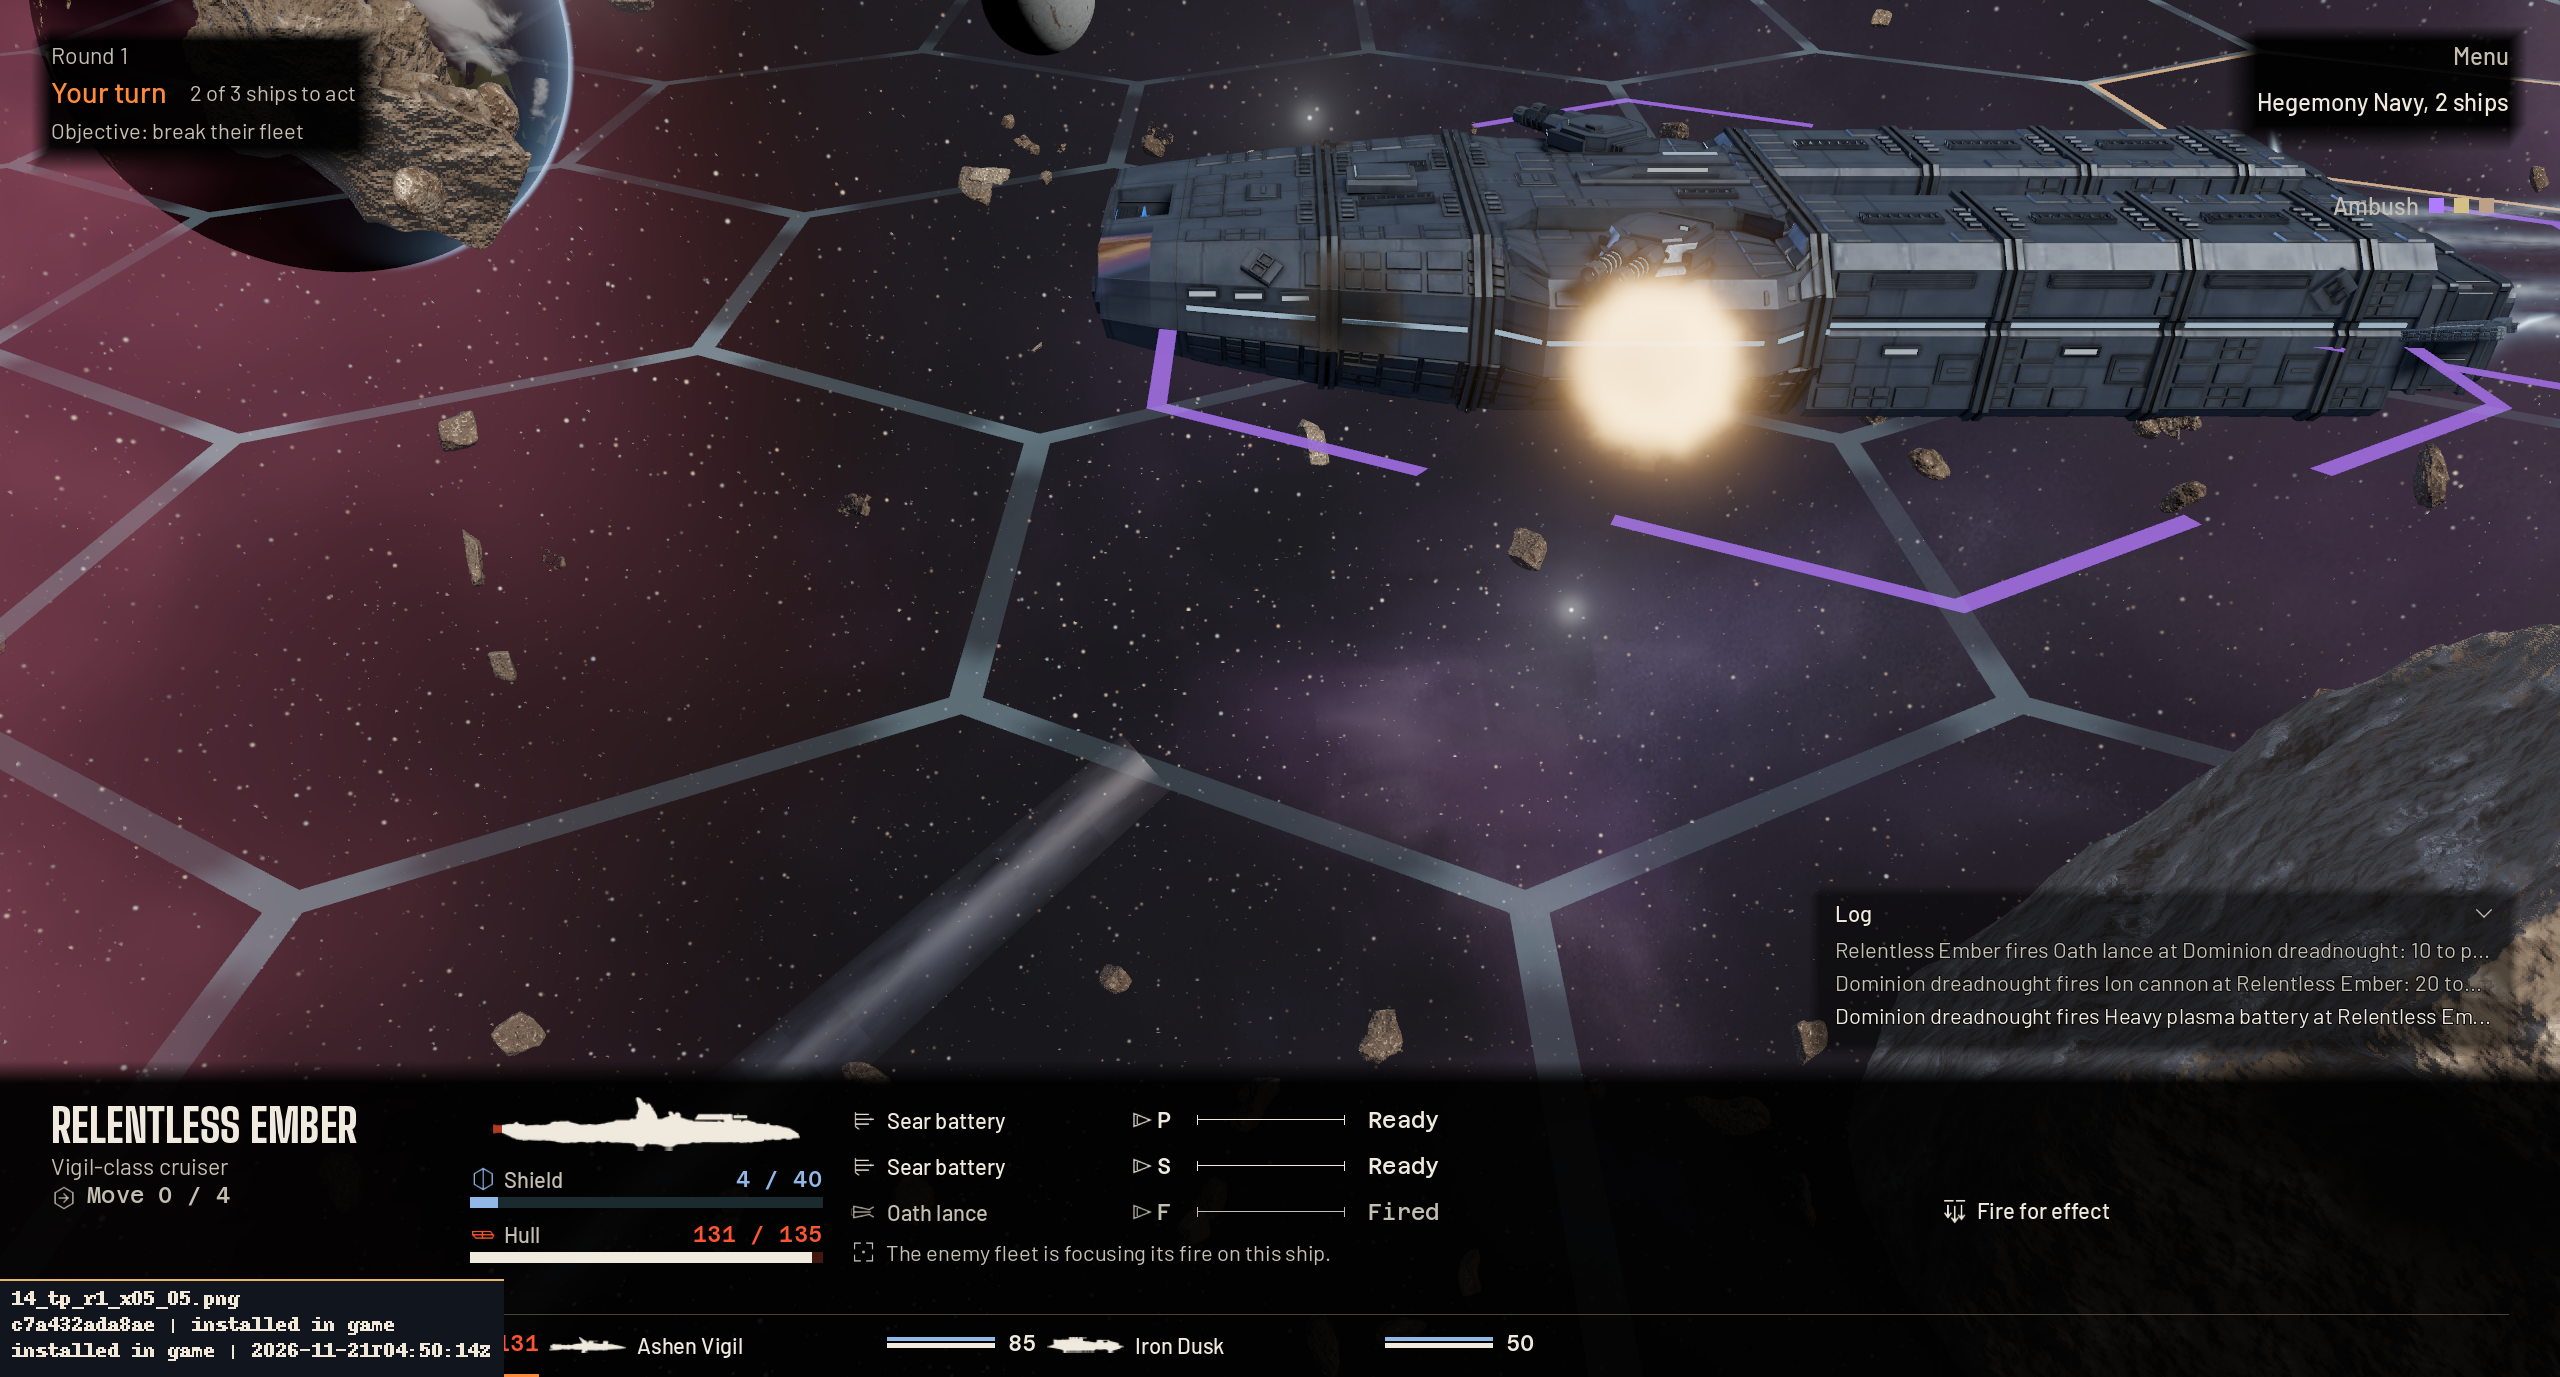 Round 1
Your turn 2 of 3 ships to act
Objective: break their fleet
Menu
Hegemony Navy, 2 ships
Ambush
Log
Relentless Ember fires Oath lance at Dominion dreadnought: 10 to p...
Dominion dreadnought fires Ion cannon at Relentless Ember: 20 to...
Dominion dreadnought fires Heavy plasma battery at Relentless Em...
RELENTLESS EMBER
Vigil-class cruiser
Move 0 / 4
Shield 4 / 40
Hull 131 / 135
Sear battery P Ready
Sear battery S Ready
Oath lance F Fired
The enemy fleet is focusing its fire on this ship.
Fire for effect
14_tp_r1_x05_05.png
c7a432ada8ae | installed in game
installed in game | 2026-11-21T04:50:14Z
131 Ashen Vigil 85 Iron Dusk 50